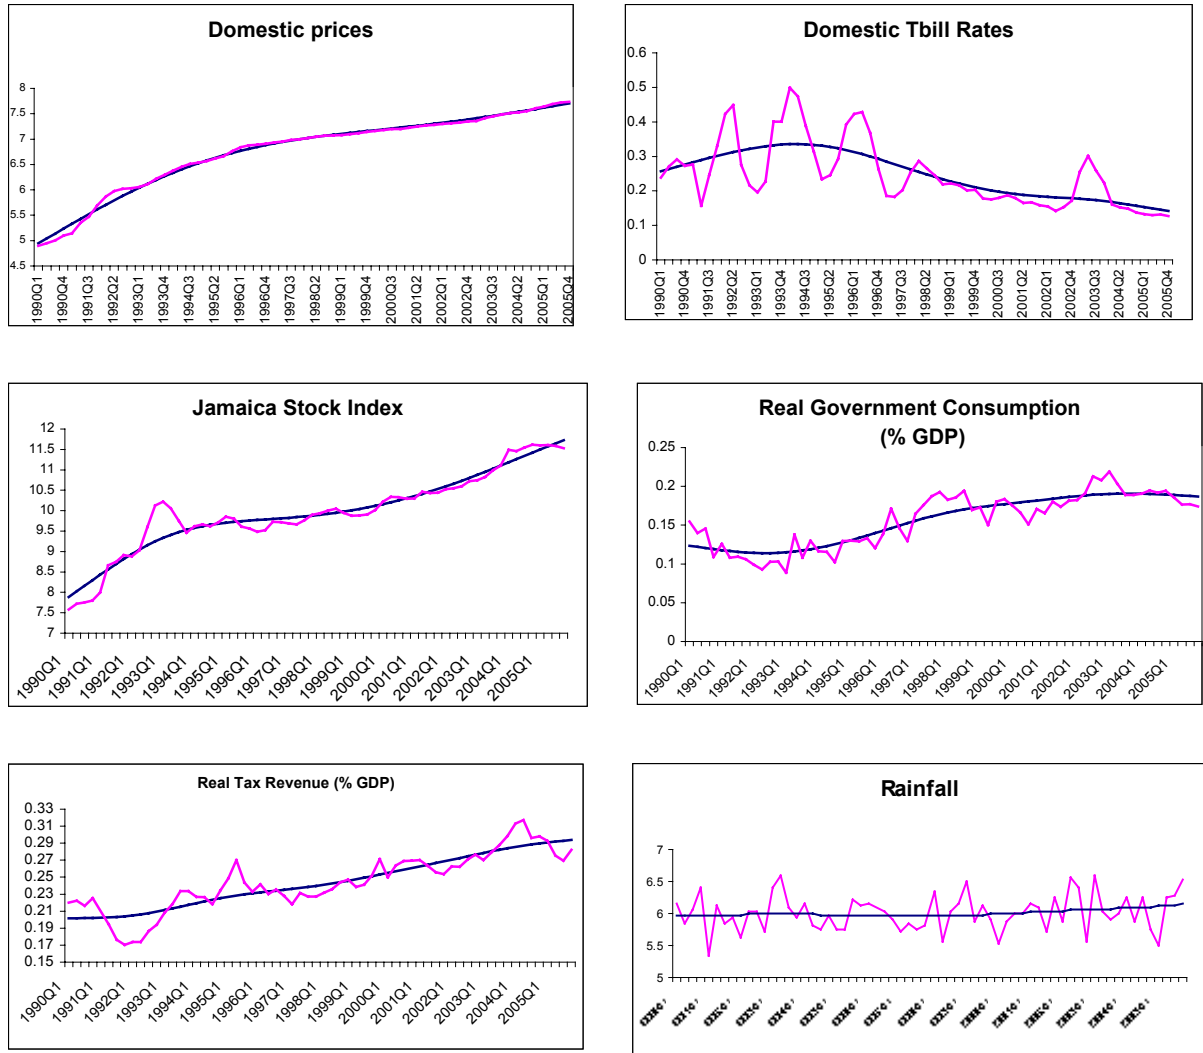 Domestic prices
8
7.5
7
6.5
6
5.5
5
4.5
1990Q1
1990Q4
1991Q3
1992Q2
1993Q1
1993Q4
1994Q3
1995Q2
1996Q1
1996Q4
1997Q3
1998Q2
1999Q1
1999Q4
2000Q3
2001Q2
2002Q1
2002Q4
2003Q3
2004Q2
2005Q1
2005Q4
Domestic Tbill Rates
0.6
0.5
0.4
0.3
0.2
0.1
0
1990Q1
1990Q4
1991Q3
1992Q2
1993Q1
1993Q4
1994Q3
1995Q2
1996Q1
1996Q4
1997Q3
1998Q2
1999Q1
1999Q4
2000Q3
2001Q2
2002Q1
2002Q4
2003Q3
2004Q2
2005Q1
2005Q4
Jamaica Stock Index
12
11.5
11
10.5
10
9.5
9
8.5
8
7.5
7
1990Q1
1991Q1
1992Q1
1993Q1
1994Q1
1995Q1
1996Q1
1997Q1
1998Q1
1999Q1
2000Q1
2001Q1
2002Q1
2003Q1
2004Q1
2005Q1
Real Government Consumption
(% GDP)
0.25
0.2
0.15
0.1
0.05
0
1990Q1
1991Q1
1992Q1
1993Q1
1994Q1
1995Q1
1996Q1
1997Q1
1998Q1
1999Q1
2000Q1
2001Q1
2002Q1
2003Q1
2004Q1
2005Q1
Real Tax Revenue (% GDP)
0.33
0.31
0.29
0.27
0.25
0.23
0.21
0.19
0.17
0.15
1990Q1
1991Q1
1992Q1
1993Q1
1994Q1
1995Q1
1996Q1
1997Q1
1998Q1
1999Q1
2000Q1
2001Q1
2002Q1
2003Q1
2004Q1
2005Q1
Rainfall
7
6.5
6
5.5
5